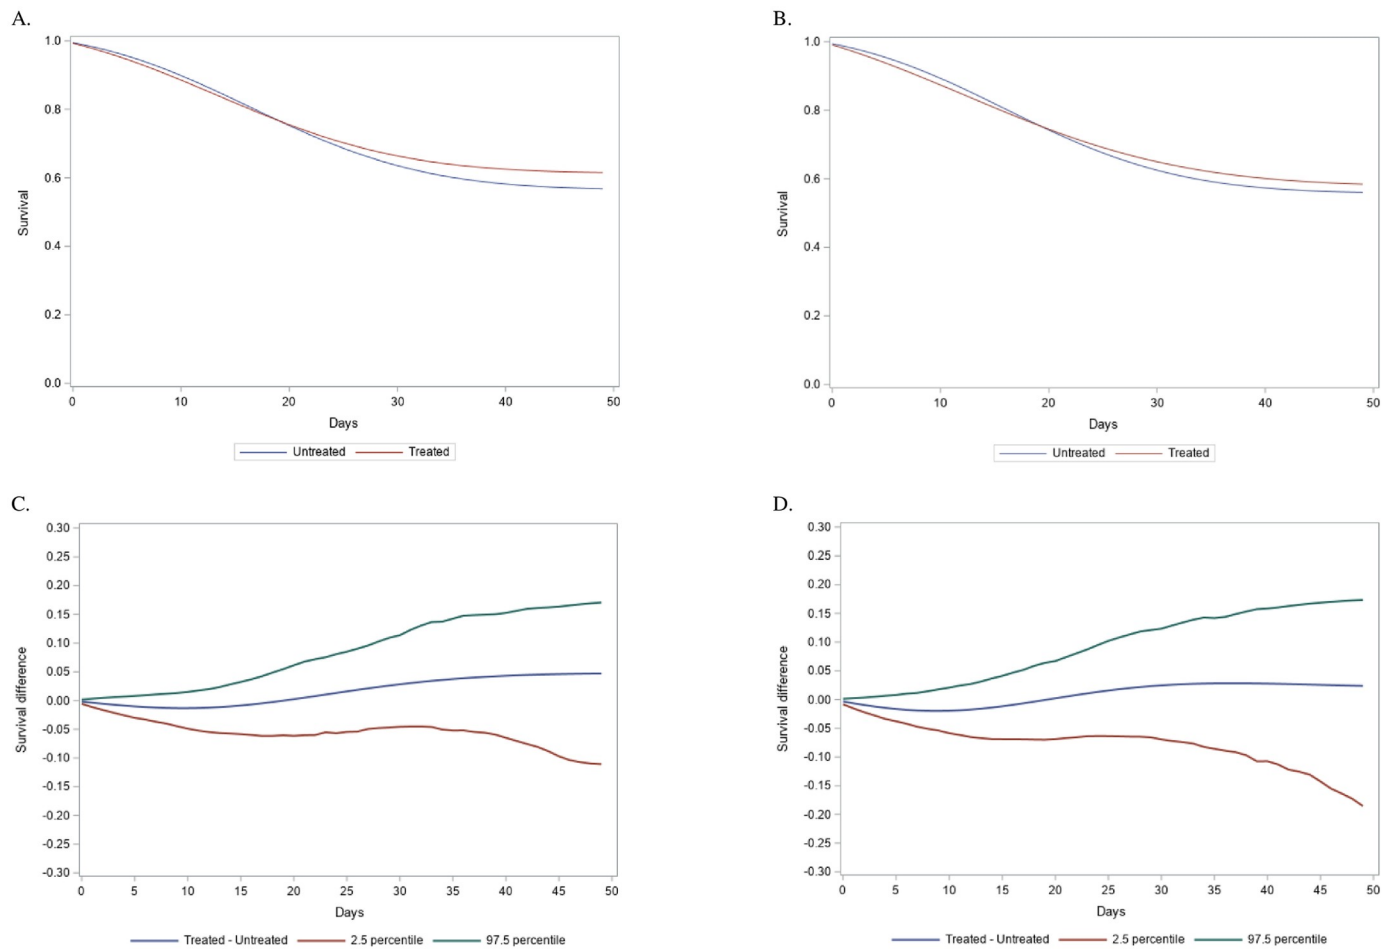 A.
1.0
0.8
0.6
0.4
0.2
0.0
Survival
0 10 20 30 40 50
Days
Untreated Treated
B.
1.0
0.8
0.6
0.4
0.2
0.0
Survival
0 10 20 30 40 50
Days
Untreated Treated
C.
0.30
0.25
0.20
0.15
0.10
0.05
0.00
-0.05
-0.10
-0.15
-0.20
-0.25
-0.30
Survival difference
0 5 10 15 20 25 30 35 40 45 50
Days
Treated - Untreated 2.5 percentile 97.5 percentile
D.
0.30
0.25
0.20
0.15
0.10
0.05
0.00
-0.05
-0.10
-0.15
-0.20
-0.25
-0.30
Survival difference
0 5 10 15 20 25 30 35 40 45 50
Days
Treated - Untreated 2.5 percentile 97.5 percentile